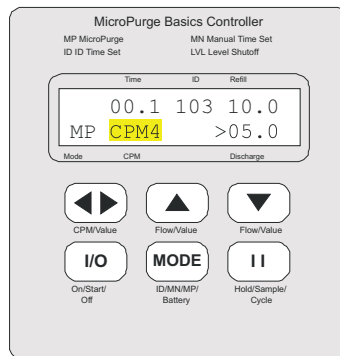 MicroPurge Basics Controller
MP MicroPurge MN Manual Time Set
ID ID Time Set LVL Level Shutoff
Time ID Refill
00.1 103 10.0
MP CPM4 >05.0
Mode CPM Discharge
CPM/Value Flow/Value Flow/Value
I/O MODE I I
On/Start/ ID/MN/MP/ Hold/Sample/
Off Battery Cycle